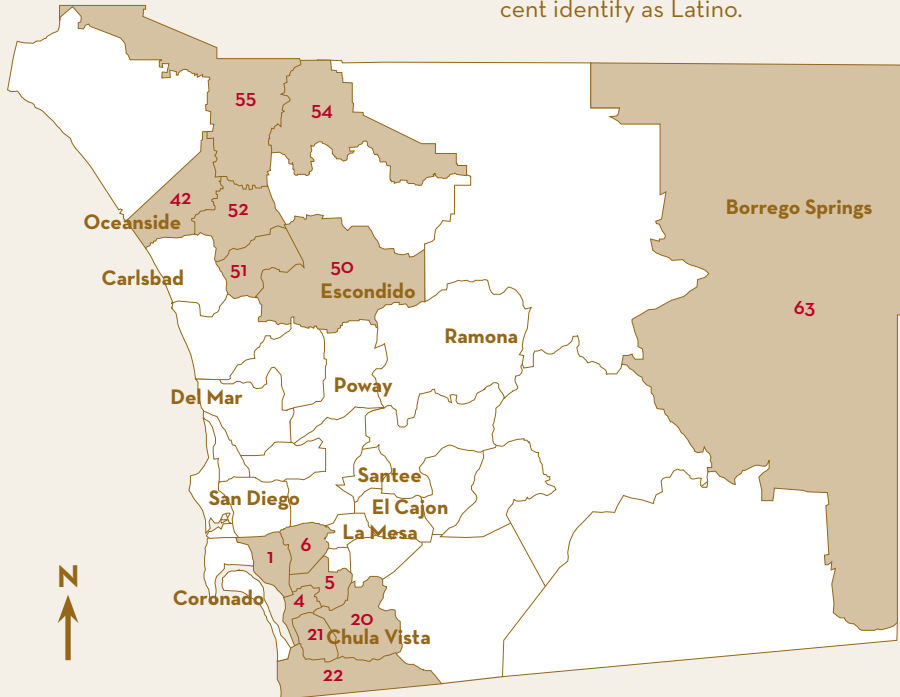 cent identify as Latino.
55
54
42
52
Oceanside
Borrego Springs
51
50
Carlsbad
Escondido
63
Ramona
Del Mar
Poway
Santee
San Diego
El Cajon
La Mesa
6
1
N
5
Coronado
4
20
21
Chula Vista
22